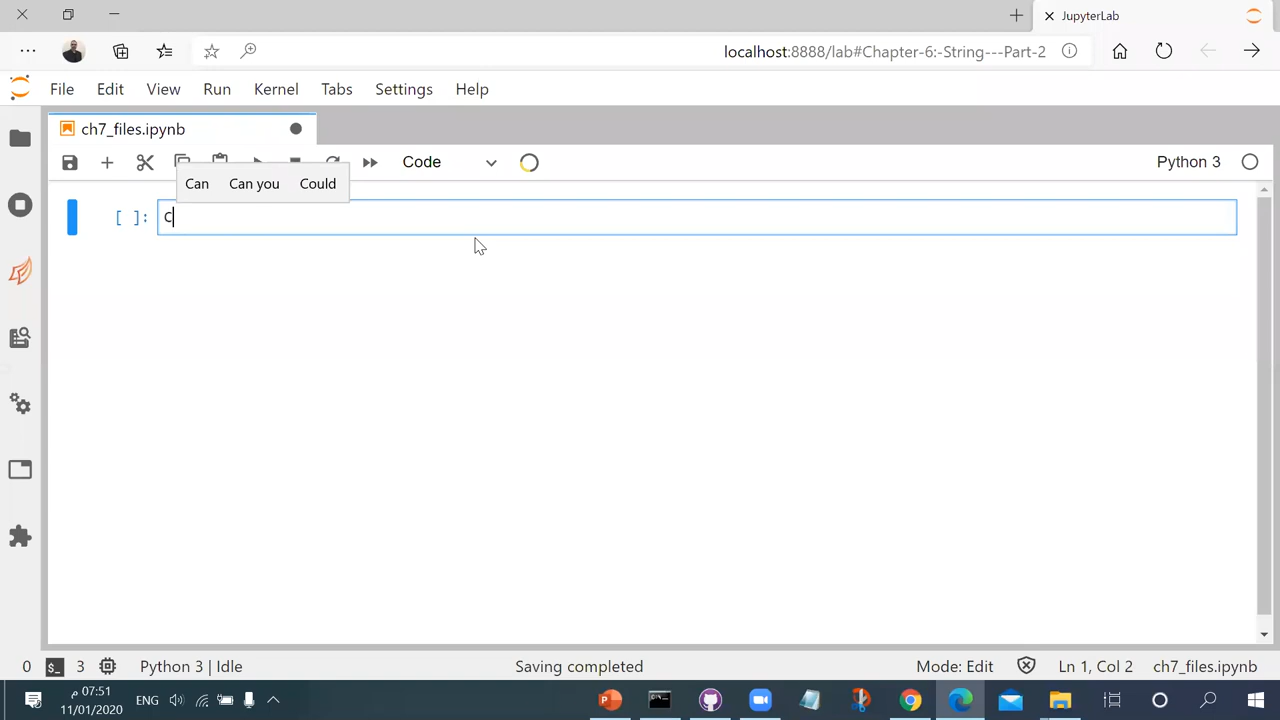 JupyterLab
localhost:8888/lab#Chapter-6:-String---Part-2
File Edit View Run Kernel Tabs Settings Help
ch7_files.ipynb
Code Python 3
Can Can you Could
[ ]: C
0 3 Python 3 | Idle Saving completed Mode: Edit Ln 1, Col 2 ch7_files.ipynb
07:51 م
ENG
11/01/2020